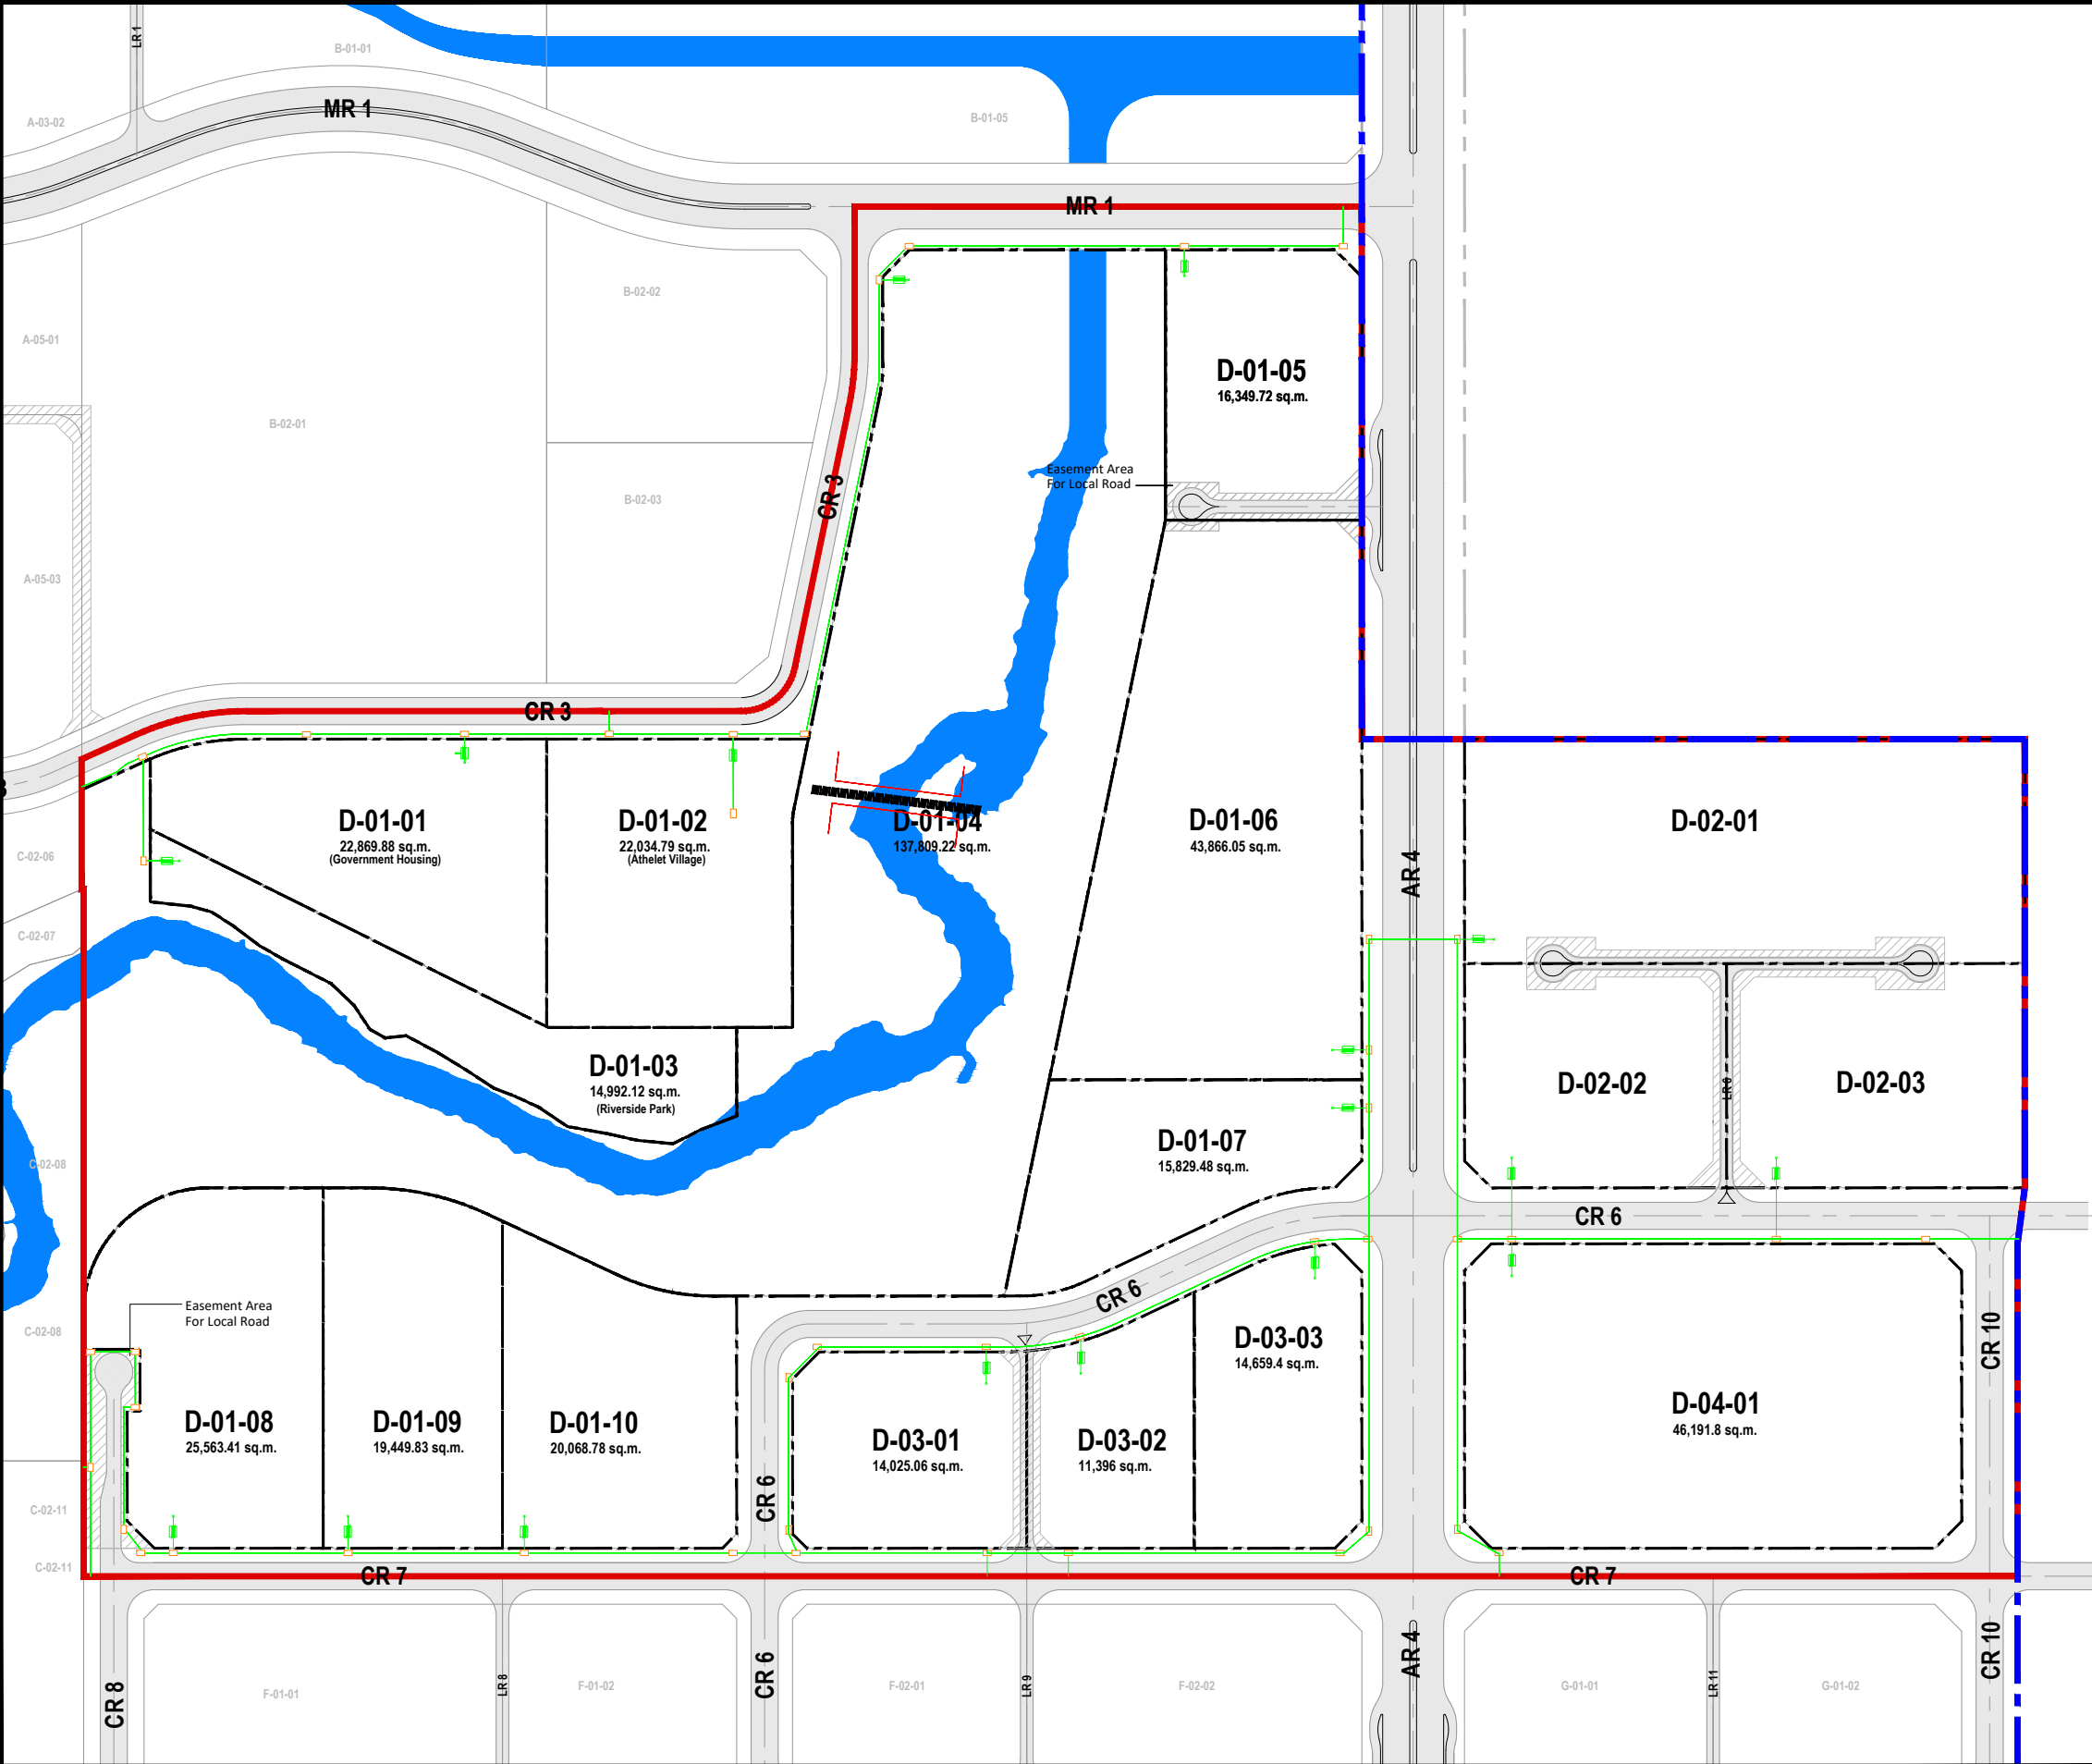 LR 1
B-01-01
MR 1
A-03-02
B-01-05
MR 1
B-02-02
A-05-01
D-01-05
16,349.72 sq.m.
B-02-01
Easement Area
For Local Road
CR 3
B-02-03
A-05-03
CR 3
D-01-01
22,869.88 sq.m.
(Government Housing)
D-01-02
22,034.79 sq.m.
(Athelet Village)
D-01-04
137,809.22 sq.m.
D-01-06
43,866.05 sq.m.
D-02-01
AR 4
C-02-06
C-02-07
D-01-03
14,992.12 sq.m.
(Riverside Park)
D-02-02
D-02-03
D-01-07
15,829.48 sq.m.
C-02-08
CR 6
CR 6
Easement Area
For Local Road
C-02-08
D-03-03
14,659.4 sq.m.
CR 10
D-01-08
25,563.41 sq.m.
D-01-09
19,449.83 sq.m.
D-01-10
20,068.78 sq.m.
D-03-01
14,025.06 sq.m.
D-03-02
11,396 sq.m.
D-04-01
46,191.8 sq.m.
CR 6
C-02-11
C-02-11
CR 7
CR 7
CR 8
F-01-01
LR 8
F-01-02
CR 6
F-02-01
LR 9
F-02-02
AR 4
G-01-01
LR 11
G-01-02
CR 10